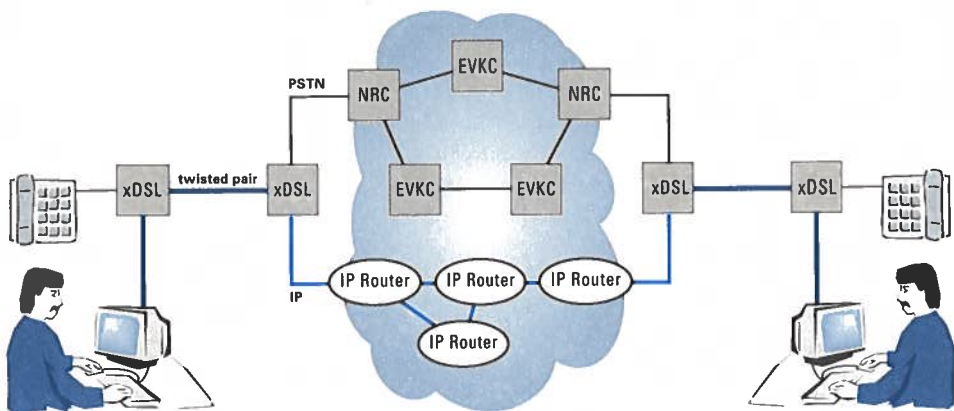 EVKC
PSTN
NRC
NRC
twisted pair
xDSL
xDSL
EVKC
EVKC
xDSL
xDSL
IP
IP Router
IP Router
IP Router
IP Router